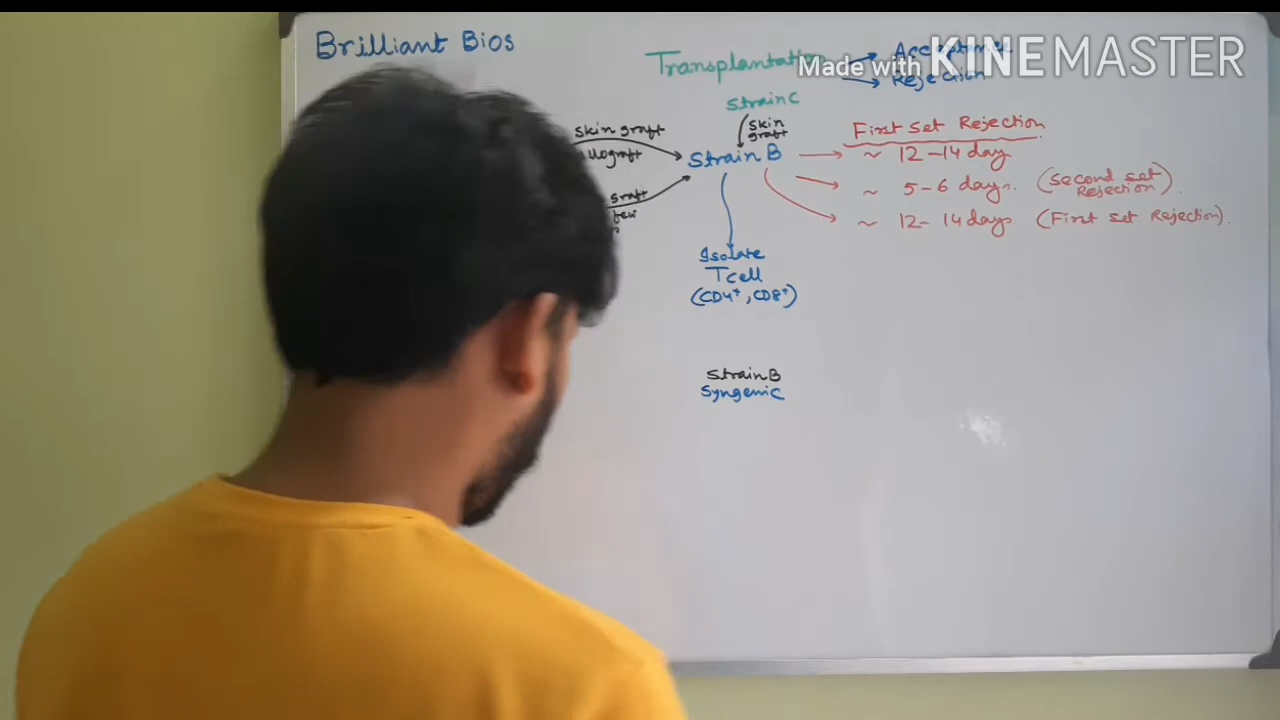 Brilliant Bios
Transplantation
Rejection
Made with KINEMASTER
Strain C
skin
graft
skin graft
Strain B
First Set Rejection
~ 12-14 day
~ 5-6 days. (Second set
Rejection).
graft
~ 12-14 days (First set Rejection).
Isolate
T cell
(CD4+, CD8+)
Strain B
Syngenic